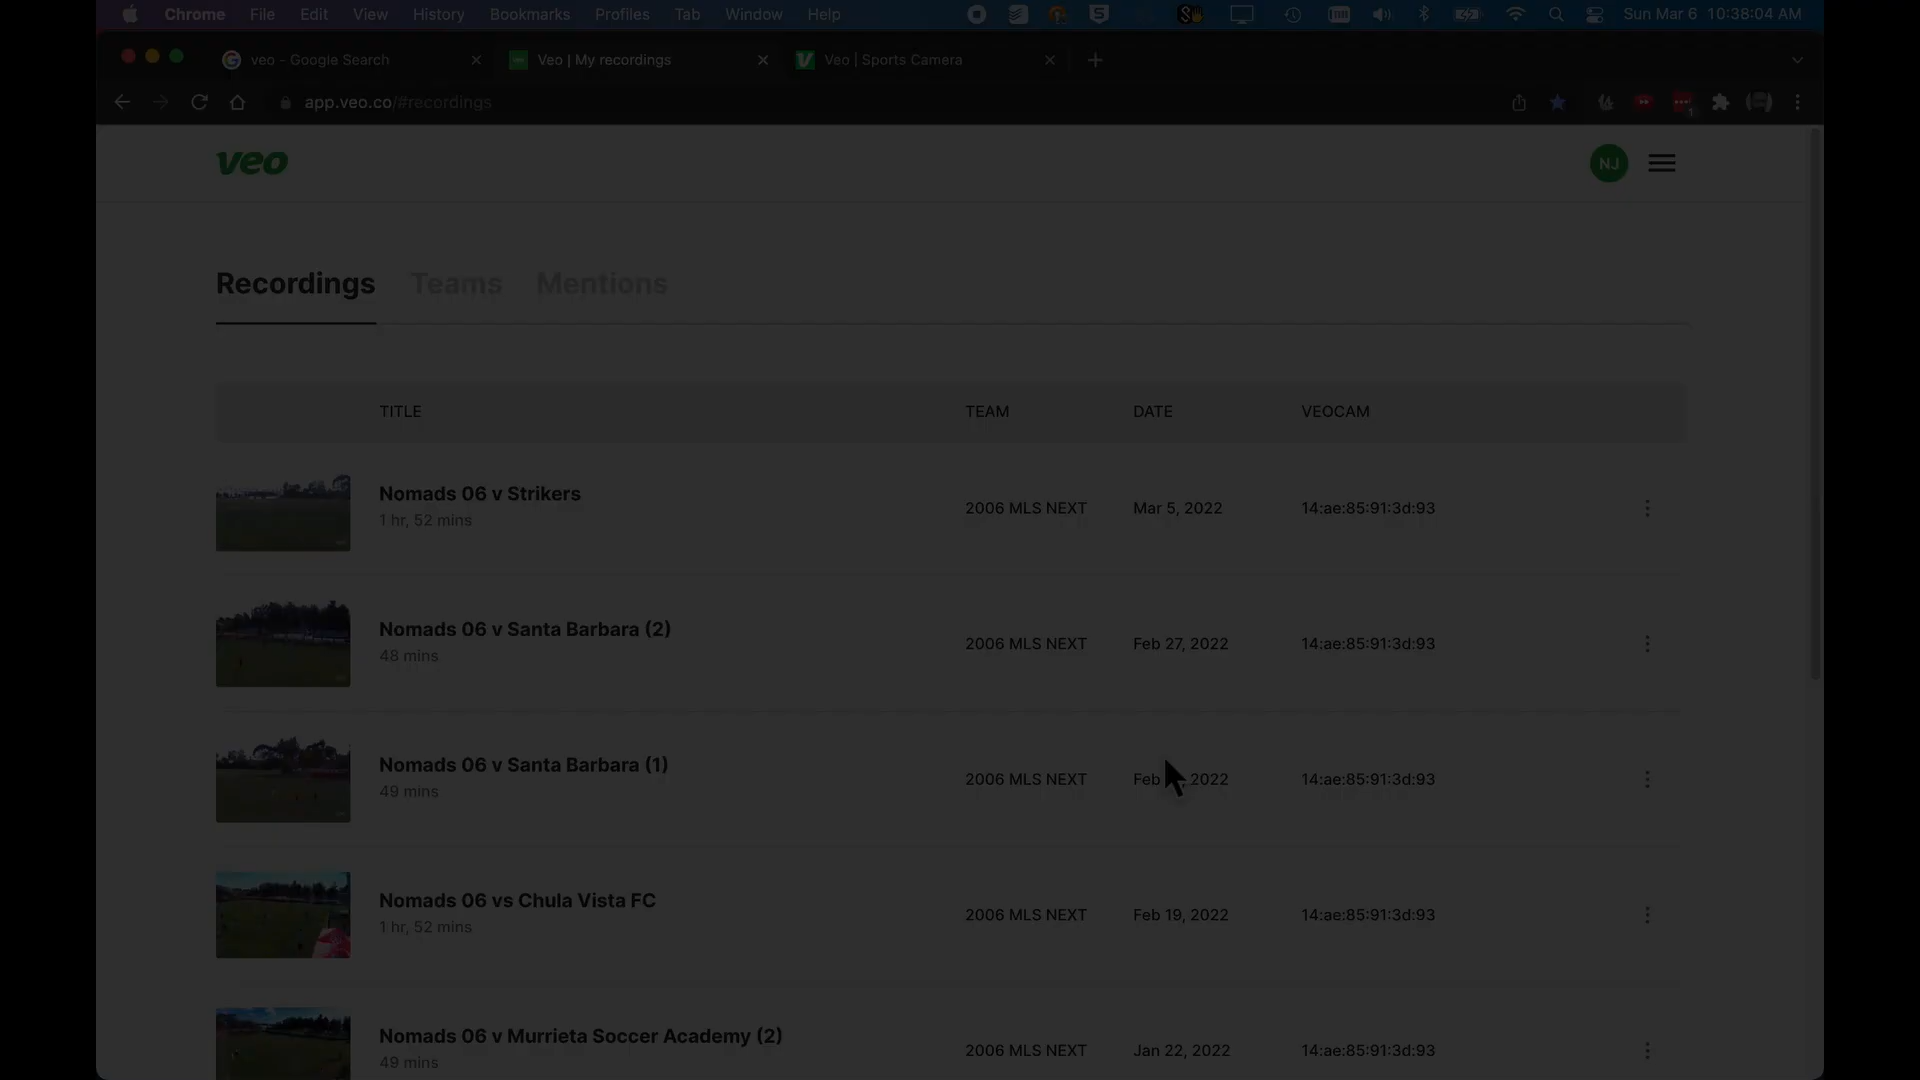 Chrome File Edit View History Bookmarks Profiles Tab Window Help Sun Mar 6 10:38:04 AM
veo - Google Search Veo | My recordings Veo | Sports Camera
app.veo.co/#recordings
veo NJ
Recordings Teams Mentions
TITLE TEAM DATE VEOCAM
Nomads 06 v Strikers
1 hr, 52 mins
2006 MLS NEXT Mar 5, 2022 14:ae:85:91:3d:93
Nomads 06 v Santa Barbara (2)
48 mins
2006 MLS NEXT Feb 27, 2022 14:ae:85:91:3d:93
Nomads 06 v Santa Barbara (1)
49 mins
2006 MLS NEXT Feb 2022 14:ae:85:91:3d:93
Nomads 06 vs Chula Vista FC
1 hr, 52 mins
2006 MLS NEXT Feb 19, 2022 14:ae:85:91:3d:93
Nomads 06 v Murrieta Soccer Academy (2)
49 mins
2006 MLS NEXT Jan 22, 2022 14:ae:85:91:3d:93